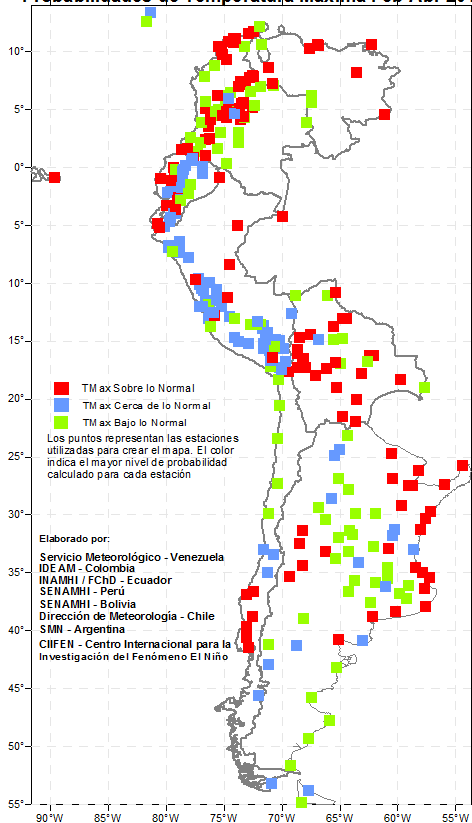 10°
5°
0°
5°
10°
15°
20°
25°
30°
35°
40°
45°
50°
55°
TMax Sobre lo Normal
TMax Cerca de lo Normal
TMax Bajo lo Normal
Los puntos representan las estaciones
utilizadas para crear el mapa. El color
indica el mayor nivel de probabilidad
calculado para cada estación
Elaborado por:
Servicio Meteorológico - Venezuela
IDEAM - Colombia
INAMHI / FChD - Ecuador
SENAMHI - Perú
SENAMHI - Bolivia
Dirección de Meteorología - Chile
SMN - Argentina
CIIFEN - Centro Internacional para la
Investigación del Fenómeno El Niño
90°W 85°W 80°W 75°W 70°W 65°W 60°W 55°W